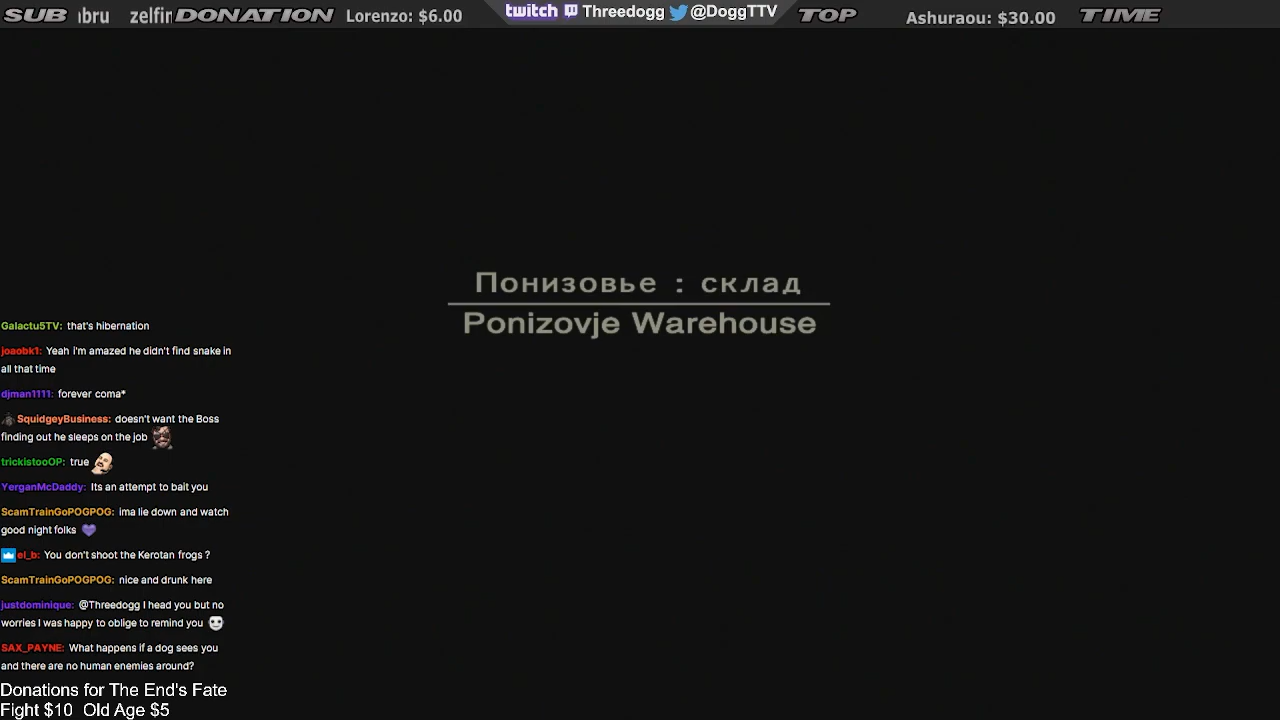 SUB bru zelfin DONATION Lorenzo: $6.00 twitch Threedogg @DoggTTV TOP Ashuraou: $30.00 TIME
Понизовье : склад
Ponizovje Warehouse
Galactu5TV: that's hibernation
joaobk1: Yeah i'm amazed he didn't find snake in
all that time
djman1111: forever coma*
SquidgeyBusiness: doesn't want the Boss
finding out he sleeps on the job
trickistooOP: true
YerganMcDaddy: Its an attempt to bait you
ScamTrainGoPOGPOG: ima lie down and watch
good night folks
el_b: You don't shoot the Kerotan frogs ?
ScamTrainGoPOGPOG: nice and drunk here
justdominique: @Threedogg I head you but no
worries I was happy to oblige to remind you
SAX_PAYNE: What happens if a dog sees you
and there are no human enemies around?
Donations for The End's Fate
Fight $10 Old Age $5